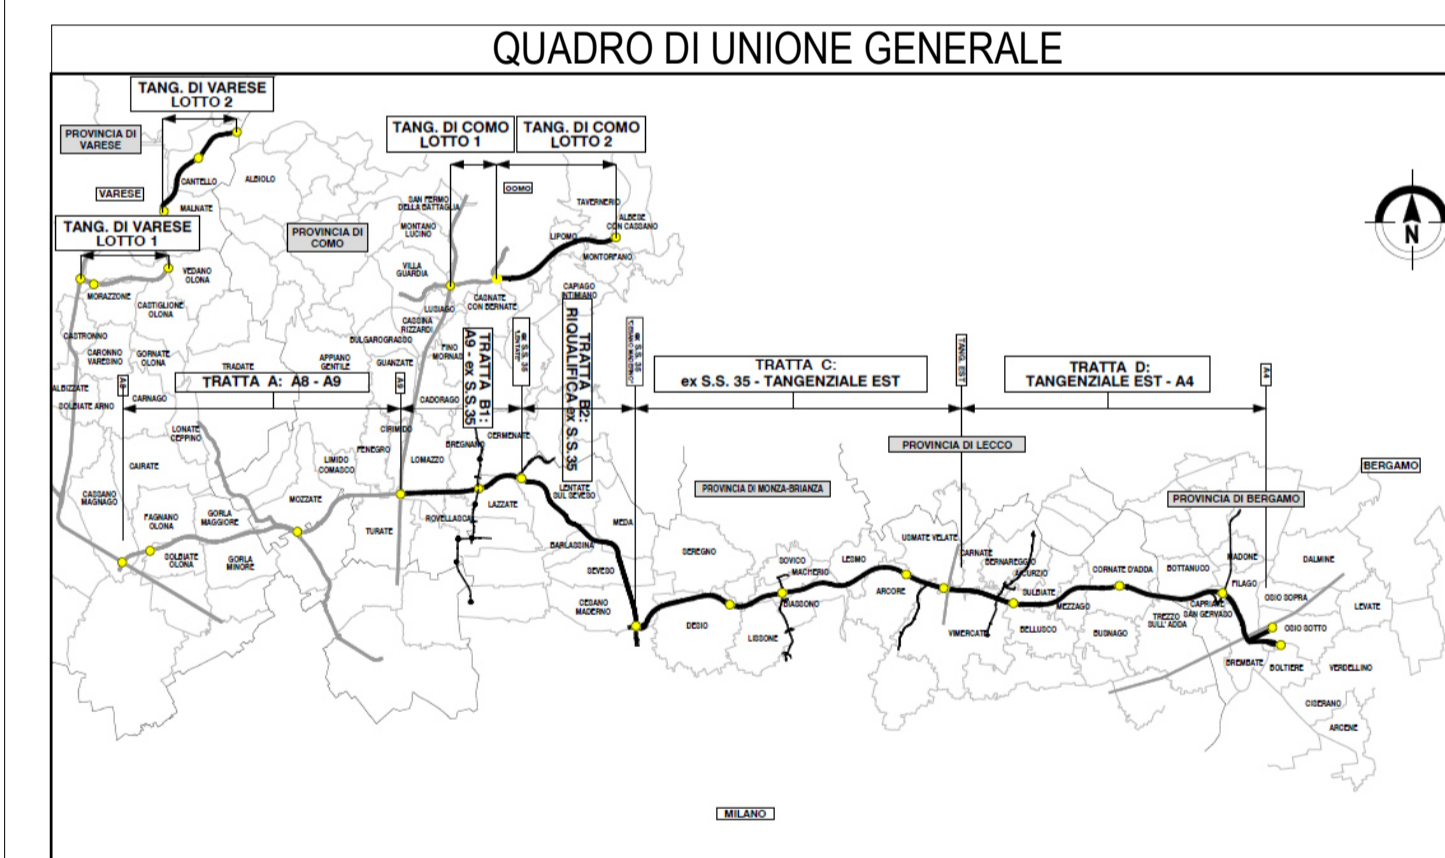 QUADRO DI UNIONE GENERALE
TANG. DI VARESE
LOTTO 2
PROVINCIA DI
VARESE
TANG. DI COMO
LOTTO 1
TANG. DI COMO
LOTTO 2
CANTELLO
ALBIOLO
VARESE
MALNATE
COMO
SAN FERMO
DELLA BATTAGLIA
TAVERNERIO
ALBESE
CON CASSANO
TANG. DI VARESE
LOTTO 1
PROVINCIA DI
COMO
MONTANO
LUCINO
LIPOMO
MONTORFANO
N
VEDANO
OLONA
VILLA
GUARDIA
MORAZZONE
CASTIGLIONE
OLONA
LUISAGO
CASNATE
CON BERNATE
CAPIAGO
INTIMIANO
CASTRONNO
CASSINA
RIZZARDI
BULGAROGRASSO
FINO
MORNAS
CARONNO
VARESINO
GORNATE
OLONA
TRADATE
APPIANO
GENTILE
GUANZATE
TRATTA B1:
A9 - ex S.S.35
ex S.S. 35
TRATTA B2:
RIQUALIFICA ex S.S.35
ex S.S. 35
TANG. EST
TRATTA C:
ex S.S. 35 - TANGENZIALE EST
TRATTA D:
TANGENZIALE EST - A4
A4
ALBIZZATE
A8
TRATTA A: A8 - A9
A9
SOLBIATE ARNO
CARNAGO
CADORAGO
LONATE
CEPPINO
CIRIMIDO
BREGNANO
CERMENATE
FENEGRO
LIMIDO
COMASCO
LOMAZZO
PROVINCIA DI LECCO
CAIRATE
BERGAMO
CASSANO
MAGNAGO
MOZZATE
LENTATE
SUL SEVESO
PROVINCIA DI MONZA-BRIANZA
PROVINCIA DI BERGAMO
FAGNANO
OLONA
GORLA
MAGGIORE
TURATE
ROVELLASCA
LAZZATE
MEDA
SOLBIATE
OLONA
GORLA
MINORE
BARLASSINA
SEVESO
SEREGNO
SOVICO
MACHERIO
LESMO
USMATE VELATE
CARNATE
BERNAREGGIO
AICURZIO
CORNATE D'ADDA
BOTTANUCO
MADONE
FILAGO
DALMINE
CESANO
MADERNO
DESIO
BIASSONO
LISSONE
ARCORE
VIMERCATE
SULBIATE
MEZZAGO
BELLUSCO
BUSNAGO
TREZZO
SULL' ADDA
CAPRIATE
SAN GERVASO
OSIO SOPRA
LEVATE
OSIO SOTTO
BREMBATE
BOLTIERE
VERDELLINO
CISERANO
ARCENE
MILANO